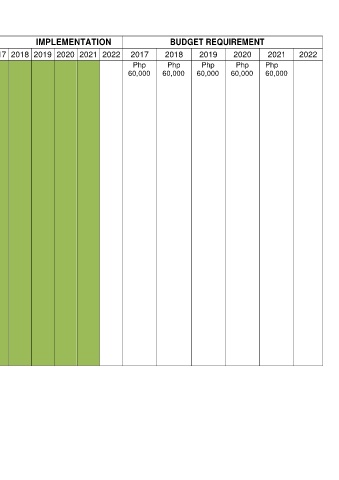 IMPLEMENTATION BUDGET REQUIREMENT
17 2018 2019 2020 2021 2022 2017 2018 2019 2020 2021 2022
Php Php Php Php Php
60,000 60,000 60,000 60,000 60,000